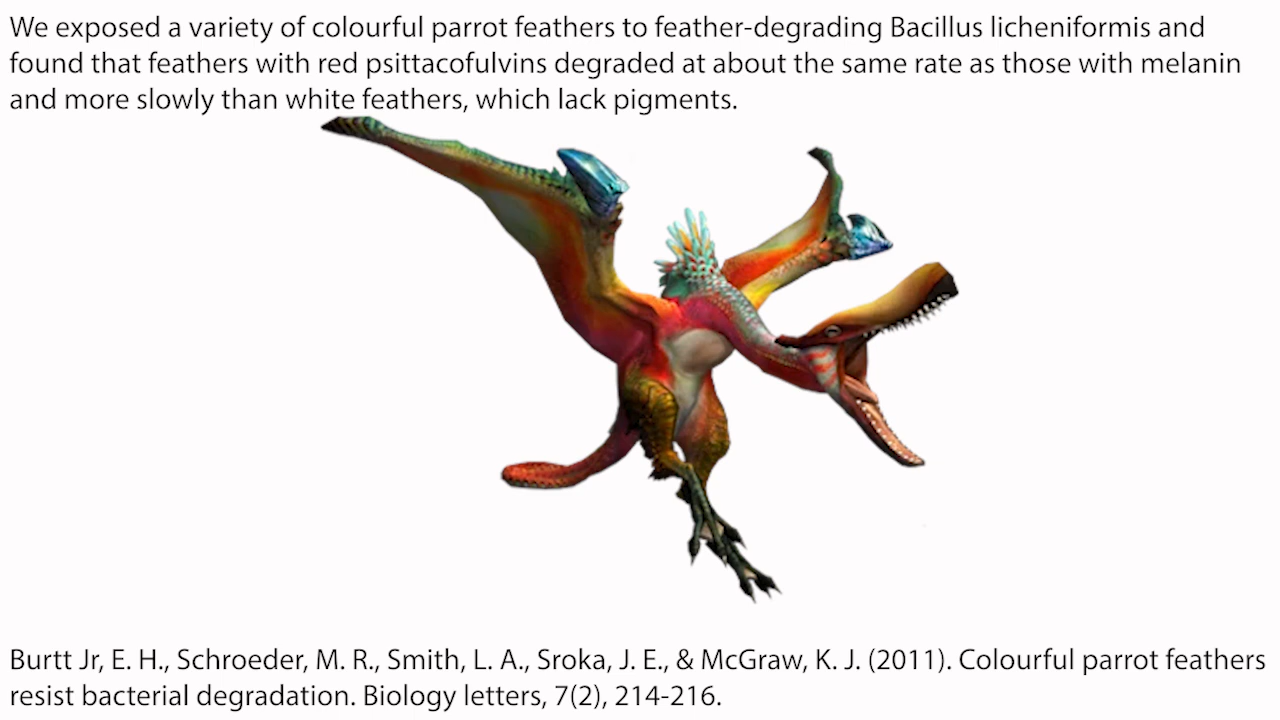 We exposed a variety of colourful parrot feathers to feather-degrading Bacillus licheniformis and
found that feathers with red psittacofulvins degraded at about the same rate as those with melanin
and more slowly than white feathers, which lack pigments.
Burtt Jr, E. H., Schroeder, M. R., Smith, L. A., Sroka, J. E., & McGraw, K. J. (2011). Colourful parrot feathers
resist bacterial degradation. Biology letters, 7(2), 214-216.